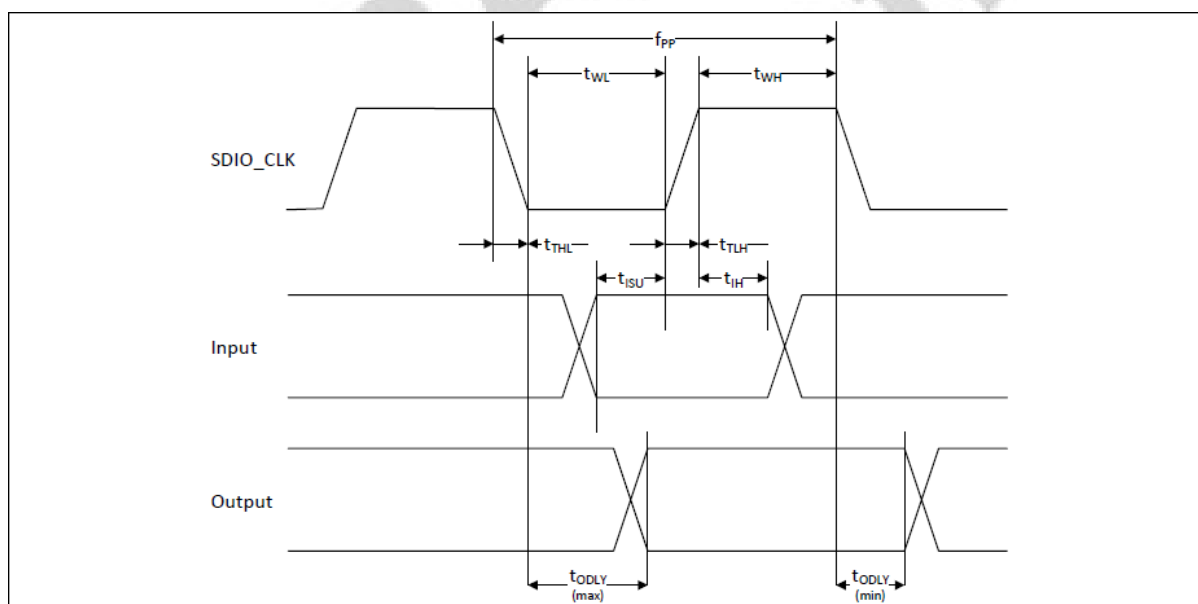 fPP
tWL
tWH
SDIO_CLK
tTHL
tTLH
tISU
tIH
Input
Output
tODLY
(max)
tODLY
(min)